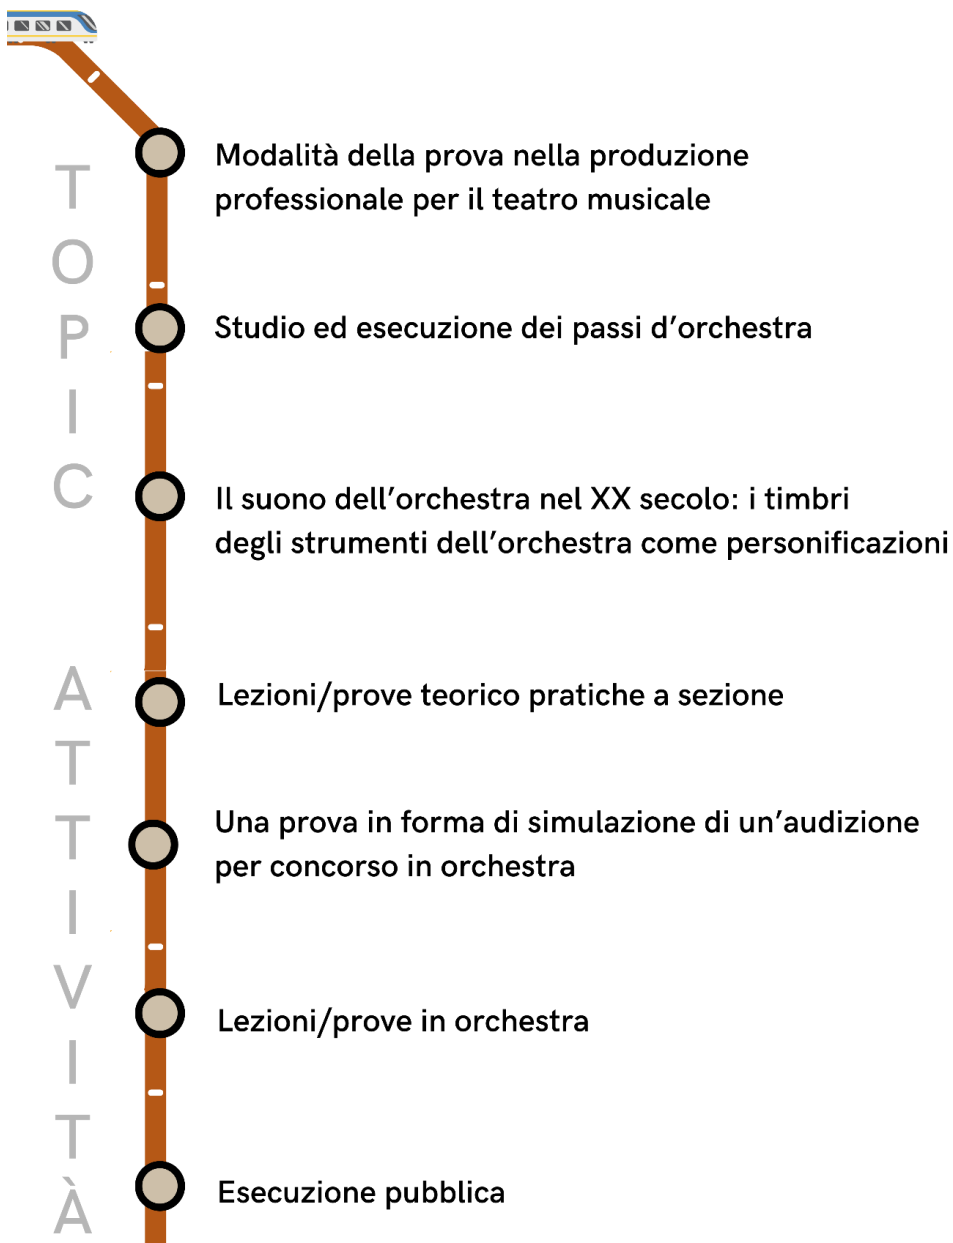 TOPIC
Modalità della prova nella produzione
professionale per il teatro musicale
Studio ed esecuzione dei passi d’orchestra
Il suono dell’orchestra nel XX secolo: i timbri
degli strumenti dell’orchestra come personificazioni
ATTIVITÀ
Lezioni/prove teorico pratiche a sezione
Una prova in forma di simulazione di un’audizione
per concorso in orchestra
Lezioni/prove in orchestra
Esecuzione pubblica